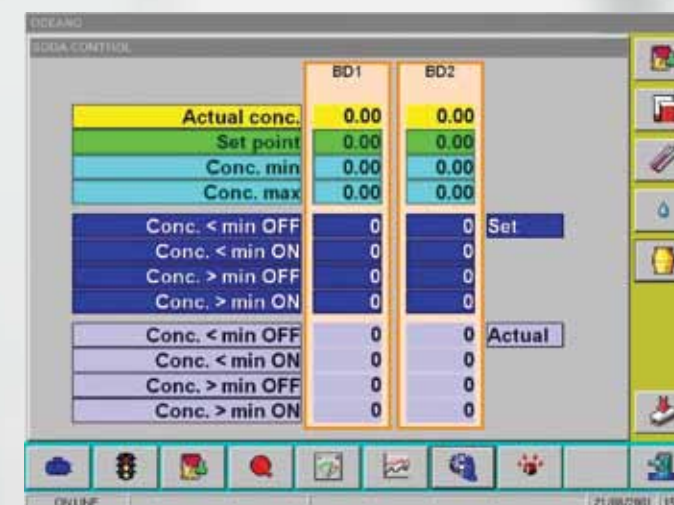 OCEANO
SODA CONTROL
BD1 BD2
Actual conc. 0.00 0.00
Set point 0.00 0.00
Conc. min 0.00 0.00
Conc. max 0.00 0.00
Conc. < min OFF 0 0 Set
Conc. < min ON 0 0
Conc. > min OFF 0 0
Conc. > min ON 0 0
Conc. < min OFF 0 0 Actual
Conc. < min ON 0 0
Conc. > min OFF 0 0
Conc. > min ON 0 0
ON LINE